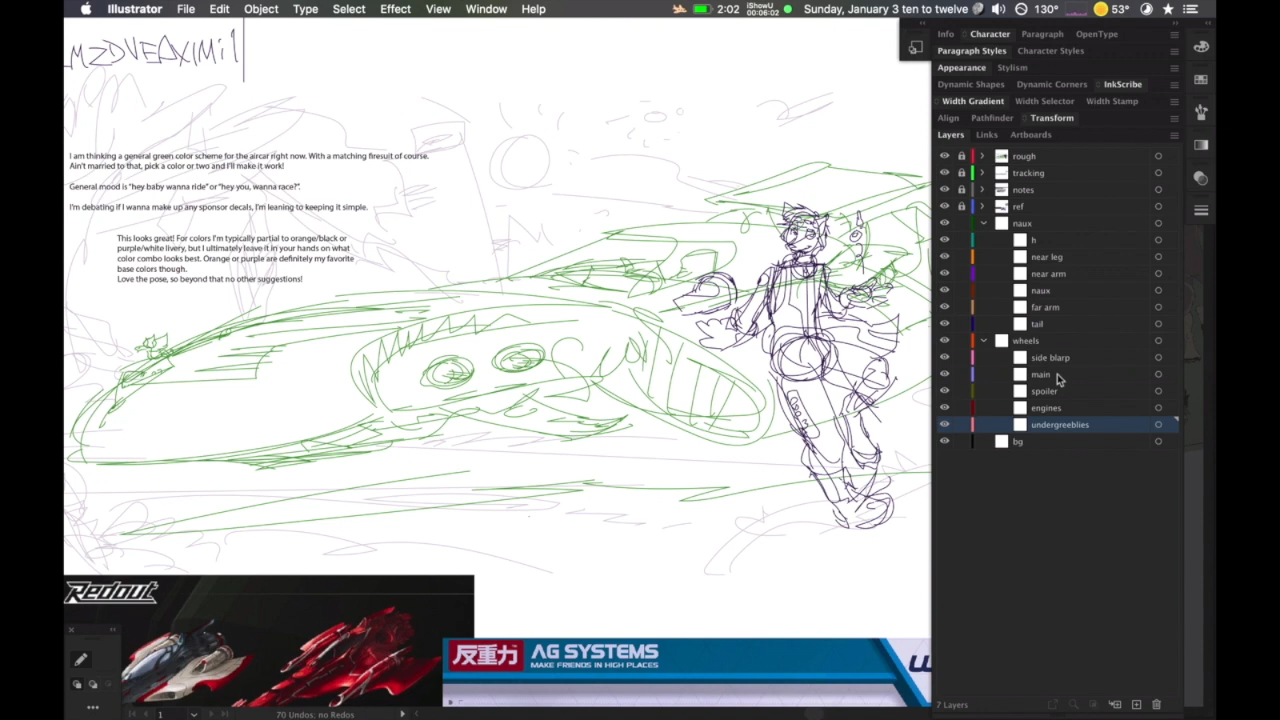 Illustrator File Edit Object Type Select Effect View Window Help
2:02 iShowU 00:06:02 Sunday, January 3 ten to twelve 130° 53°
Info Character Paragraph OpenType
Paragraph Styles Character Styles
Appearance Stylism
Dynamic Shapes Dynamic Corners InkScribe
Width Gradient Width Selector Width Stamp
Align Pathfinder Transform
Layers Links Artboards
rough
tracking
notes
ref
naux
h
near leg
near arm
naux
far arm
tail
wheels
side blarp
main
spoiler
engines
undergreeblies
bg
7 Layers
I am thinking a general green color scheme for the aircar right now. With a matching firesuit of course.
Ain't married to that, pick a color or two and I'll make it work!
General mood is "hey baby wanna ride" or "hey you, wanna race?".
I'm debating if I wanna make up any sponsor decals, I'm leaning to keeping it simple.
This looks great! For colors I'm typically partial to orange/black or
purple/white livery, but I ultimately leave it in your hands on what
color combo looks best. Orange or purple are definitely my favorite
base colors though.
Love the pose, so beyond that no other suggestions!
Redout
反重力 AG SYSTEMS
MAKE FRIENDS IN HIGH PLACES
1 70 Undos; no Redos